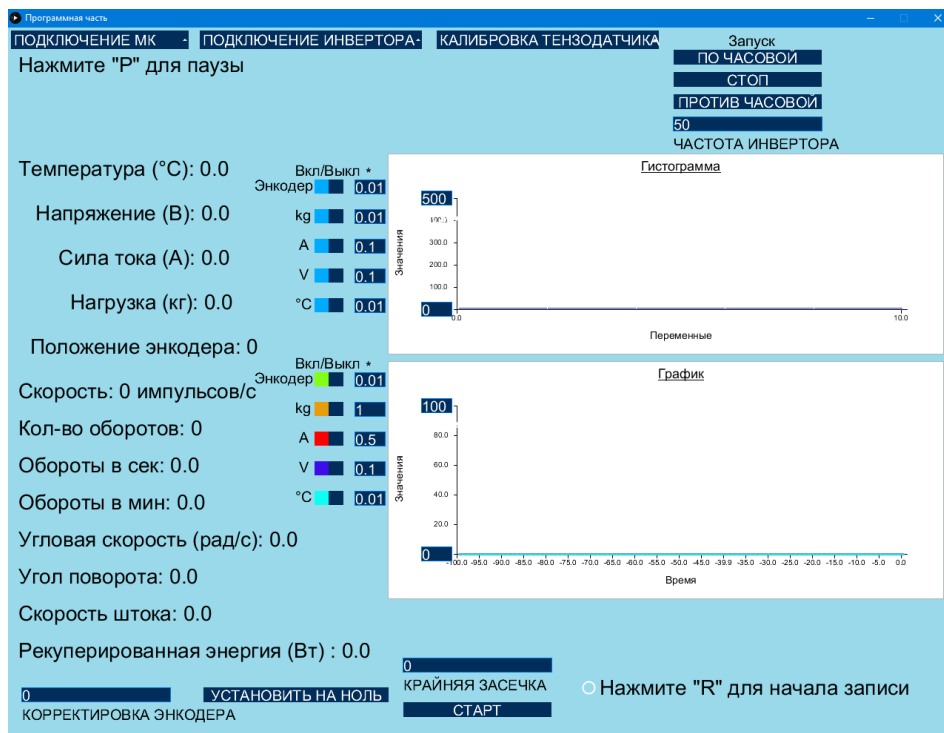 Программная часть
ПОДКЛЮЧЕНИЕ МК
ПОДКЛЮЧЕНИЕ ИНВЕРТОРА
КАЛИБРОВКА ТЕНЗОДАТЧИКА
Запуск
ПО ЧАСОВОЙ
СТОП
ПРОТИВ ЧАСОВОЙ
50
ЧАСТОТА ИНВЕРТОРА
Нажмите "P" для паузы
Температура (°C): 0.0
Напряжение (В): 0.0
Сила тока (А): 0.0
Нагрузка (кг): 0.0
Положение энкодера: 0
Скорость: 0 импульсов/с
Кол-во оборотов: 0
Обороты в сек: 0.0
Обороты в мин: 0.0
Угловая скорость (рад/с): 0.0
Угол поворота: 0.0
Скорость штока: 0.0
Рекуперированная энергия (Вт) : 0.0
Вкл/Выкл *
Энкодер 0.01
kg 0.01
A 0.1
V 0.1
°C 0.01
Вкл/Выкл *
Энкодер 0.01
kg 1
A 0.5
V 0.1
°C 0.01
Гистограмма
500
300.0
200.0
100.0
0
Значения
0.0 10.0
Переменные
График
100
80.0
60.0
40.0
20.0
0
Значения
-100.0 -95.0 -90.0 -85.0 -80.0 -75.0 -70.0 -65.0 -60.0 -55.0 -50.0 -45.0 -39.9 -35.0 -30.0 -25.0 -20.0 -15.0 -10.0 -5.0 0.0
Время
0
КОРРЕКТИРОВКА ЭНКОДЕРА
УСТАНОВИТЬ НА НОЛЬ
0
КРАЙНЯЯ ЗАСЕЧКА
СТАРТ
Нажмите "R" для начала записи